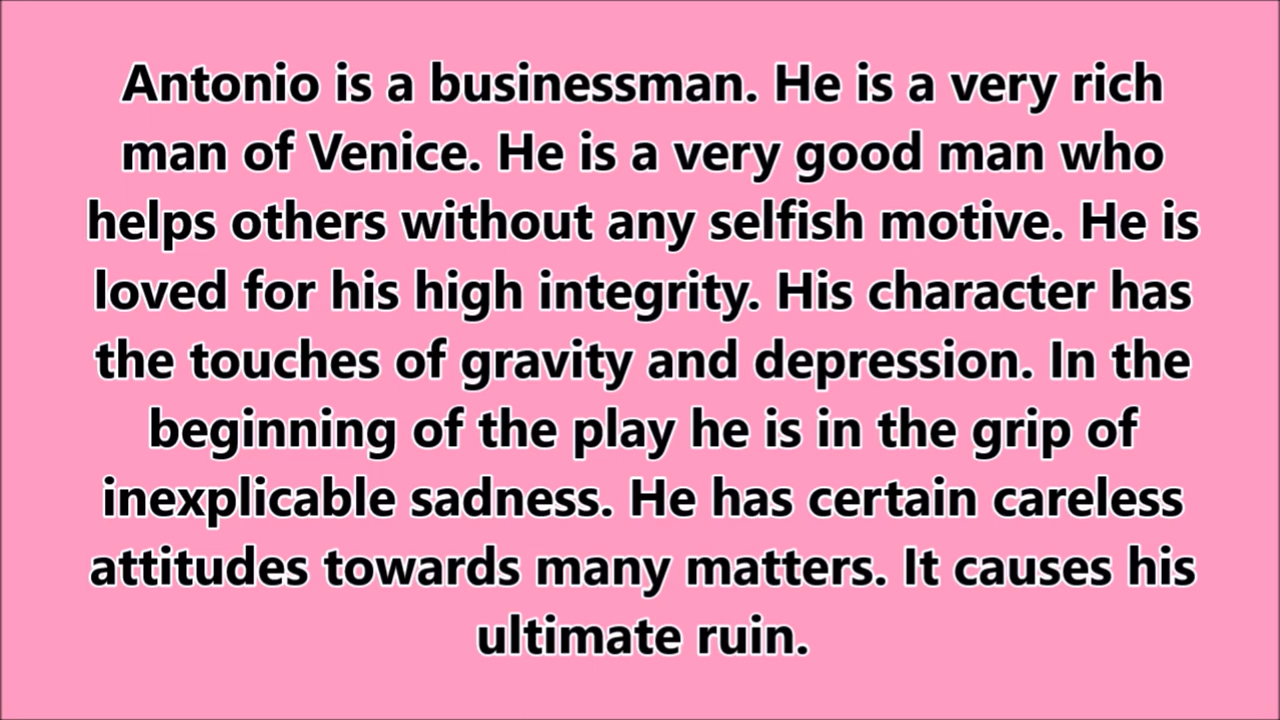 Antonio is a businessman. He is a very rich
man of Venice. He is a very good man who
helps others without any selfish motive. He is
loved for his high integrity. His character has
the touches of gravity and depression. In the
beginning of the play he is in the grip of
inexplicable sadness. He has certain careless
attitudes towards many matters. It causes his
ultimate ruin.